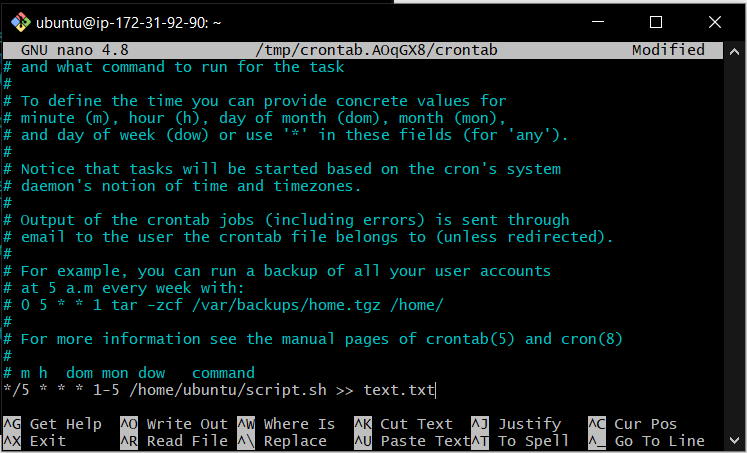 ubuntu@ip-172-31-92-90: ~
GNU nano 4.8 /tmp/crontab.AOqGX8/crontab Modified
# and what command to run for the task
#
# To define the time you can provide concrete values for
# minute (m), hour (h), day of month (dom), month (mon),
# and day of week (dow) or use '*' in these fields (for 'any').
#
# Notice that tasks will be started based on the cron's system
# daemon's notion of time and timezones.
#
# Output of the crontab jobs (including errors) is sent through
# email to the user the crontab file belongs to (unless redirected).
#
# For example, you can run a backup of all your user accounts
# at 5 a.m every week with:
# 0 5 * * 1 tar -zcf /var/backups/home.tgz /home/
#
# For more information see the manual pages of crontab(5) and cron(8)
#
# m h  dom mon dow   command
*/5 * * * 1-5 /home/ubuntu/script.sh >> text.txt
^G Get Help ^O Write Out ^W Where Is ^K Cut Text ^J Justify ^C Cur Pos
^X Exit ^R Read File ^\ Replace ^U Paste Text ^T To Spell ^_ Go To Line